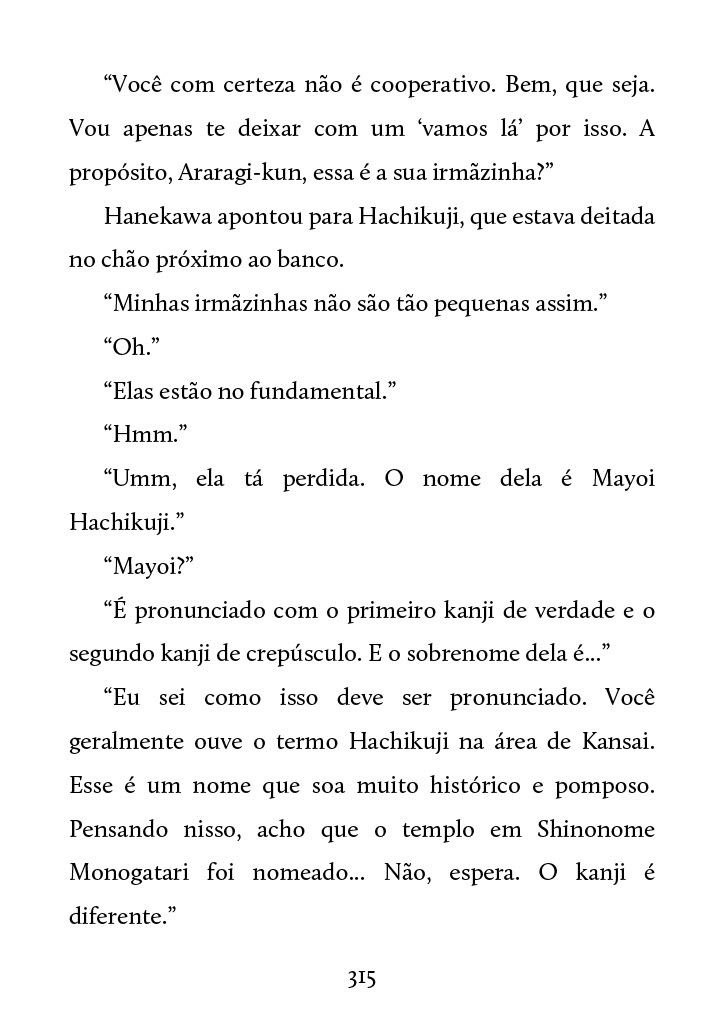 “Você com certeza não é cooperativo. Bem, que seja.
Vou apenas te deixar com um ‘vamos lá’ por isso. A
propósito, Araragi-kun, essa é a sua irmãzinha?”
Hanekawa apontou para Hachikuji, que estava deitada
no chão próximo ao banco.
“Minhas irmãzinhas não são tão pequenas assim.”
“Oh.”
“Elas estão no fundamental.”
“Hmm.”
“Umm, ela tá perdida. O nome dela é Mayoi
Hachikuji.”
“Mayoi?”
“É pronunciado com o primeiro kanji de verdade e o
segundo kanji de crepúsculo. E o sobrenome dela é...”
“Eu sei como isso deve ser pronunciado. Você
geralmente ouve o termo Hachikuji na área de Kansai.
Esse é um nome que soa muito histórico e pomposo.
Pensando nisso, acho que o templo em Shinonome
Monogatari foi nomeado... Não, espera. O kanji é
diferente.”
315